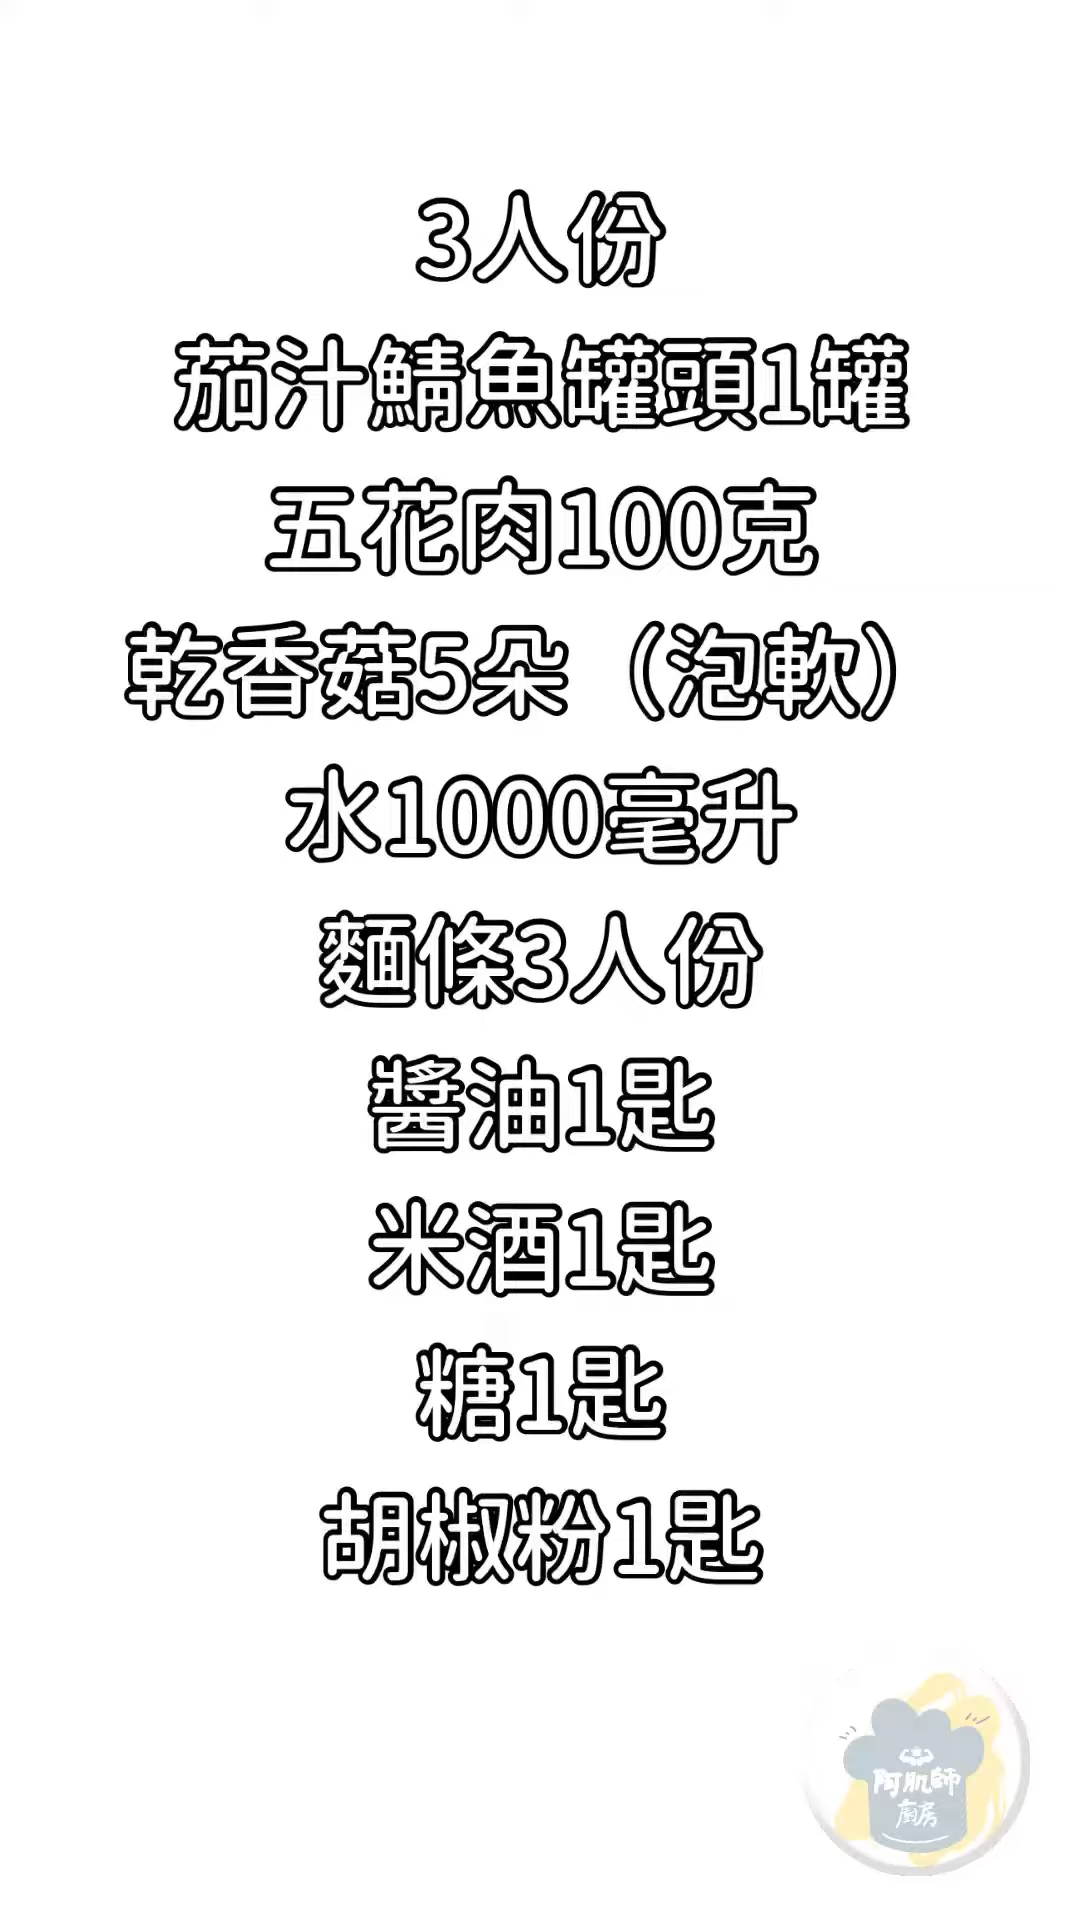 3人份
茄汁鯖魚罐頭1罐
五花肉100克
乾香菇5朵（泡軟）
水1000毫升
麵條3人份
醬油1匙
米酒1匙
糖1匙
胡椒粉1匙
阿肌師
廚房